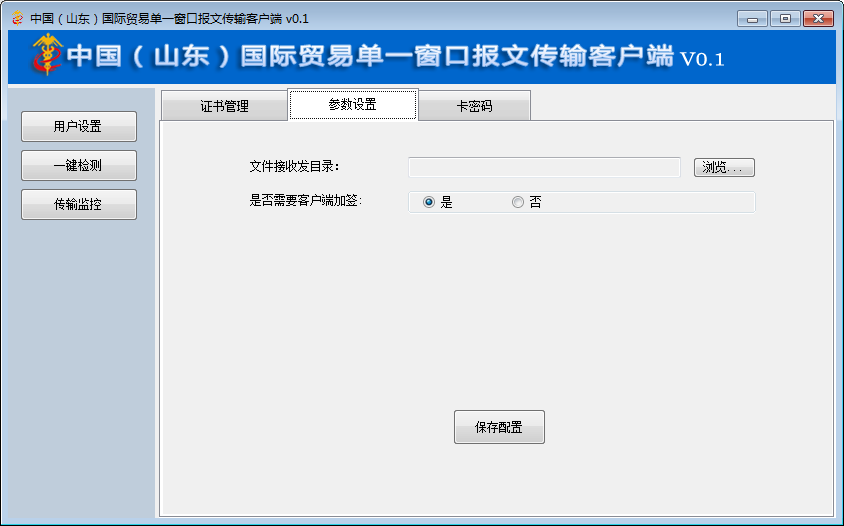 中国（山东）国际贸易单一窗口报文传输客户端 v0.1
中国（山东）国际贸易单一窗口报文传输客户端 V0.1
证书管理 参数设置 卡密码
用户设置
一键检测
传输监控
文件接收发目录： 浏览...
是否需要客户端加签: 是 否
保存配置